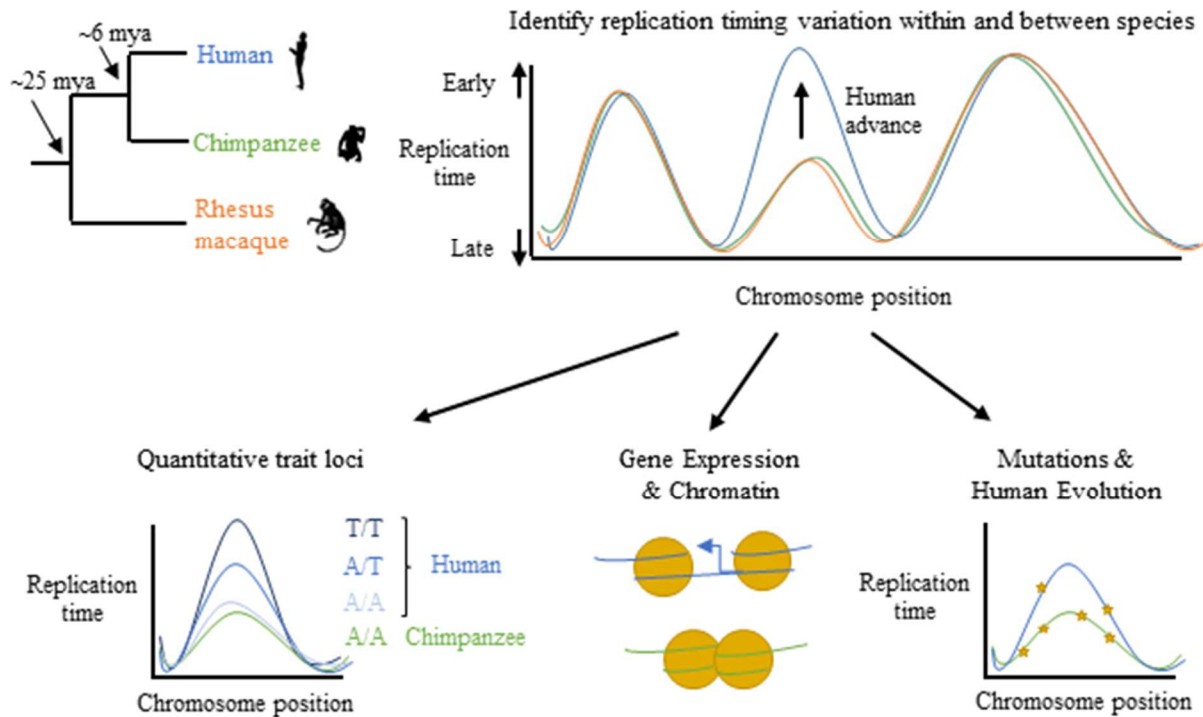 ~6 mya
Human
~25 mya
Chimpanzee
Rhesus
macaque
Identify replication timing variation within and between species
Early
Replication
time
Late
Human
advance
Chromosome position
Quantitative trait loci
Replication
time
T/T
A/T
A/A
Human
A/A Chimpanzee
Chromosome position
Gene Expression
& Chromatin
Mutations &
Human Evolution
Replication
time
Chromosome position